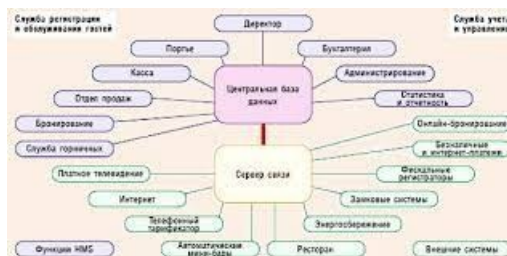 Служба регистрации
и обслуживания гостей
Директор
Служба учета
и управления
Портье
Бухгалтерия
Касса
Центральная база
данных
Администрирование
Отдел продаж
Статистика
и отчетность
Бронирование
Онлайн-бронирование
Служба горничных
Безналичные
и интернет-платежи
Платное телевидение
Сервер связи
Фискальные
регистраторы
Интернет
Замковые системы
Телефонный
тарификатор
Энергосбережение
Функции HMS
Автоматические
мини-бары
Ресторан
Внешние системы